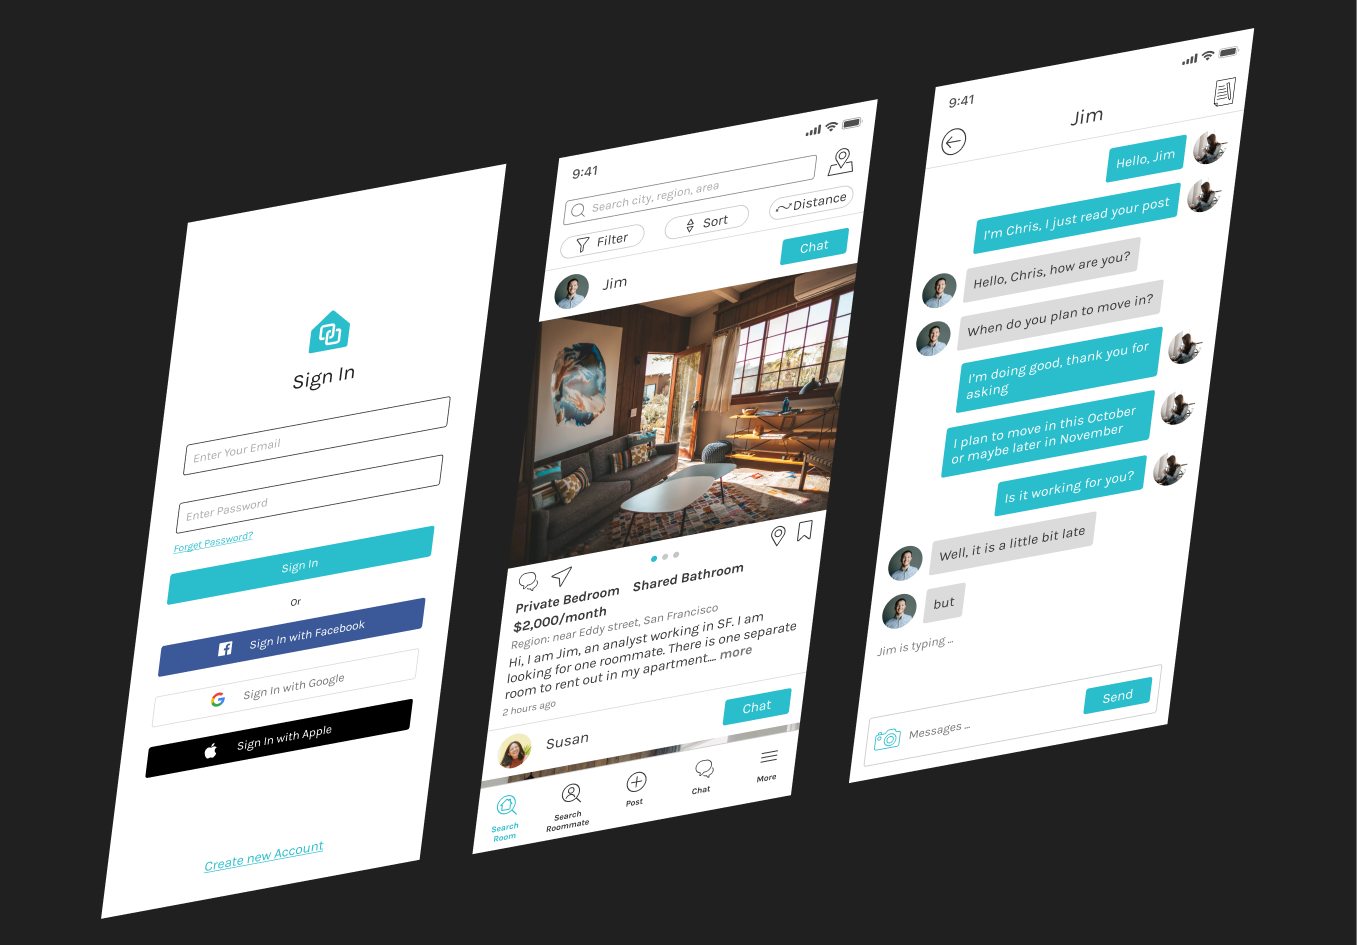 Sign In
Enter Your Email
Enter Password
Forget Password?
Sign In
Or
Sign In with Facebook
Sign In with Google
Sign In with Apple
Create new Account
9:41
Search city, region, area
Filter
Sort
Distance
Jim
Chat
Private Bedroom Shared Bathroom
$2,000/month
Region: near Eddy street, San Francisco
Hi, I am Jim, an analyst working in SF. I am
looking for one roommate. There is one separate
room to rent out in my apartment.... more
2 hours ago
Susan
Chat
Search
Room
Search
Roommate
Post
Chat
More
9:41
Jim
Hello, Jim
I'm Chris, I just read your post
Hello, Chris, how are you?
When do you plan to move in?
I'm doing good, thank you for
asking
I plan to move in this October
or maybe later in November
Is it working for you?
Well, it is a little bit late
but
Jim is typing ...
Messages ...
Send